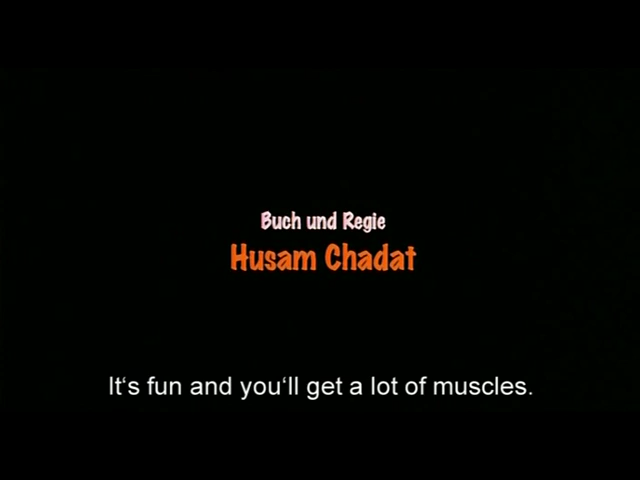 Buch und Regie
Husam Chadat
It‘s fun and you‘ll get a lot of muscles.